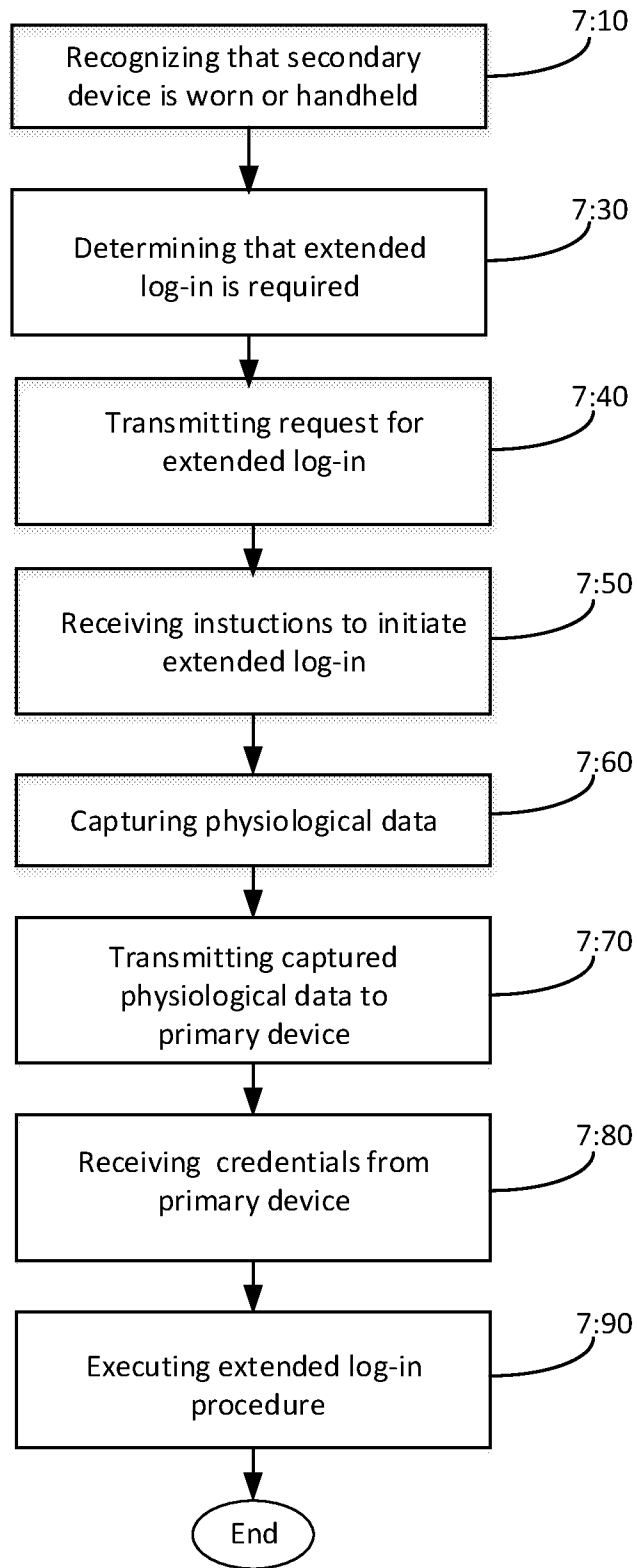 7:10
Recognizing that secondary
device is worn or handheld
7:30
Determining that extended
log-in is required
7:40
Transmitting request for
extended log-in
7:50
Receiving instuctions to initiate
extended log-in
7:60
Capturing physiological data
7:70
Transmitting captured
physiological data to
primary device
7:80
Receiving credentials from
primary device
7:90
Executing extended log-in
procedure
End